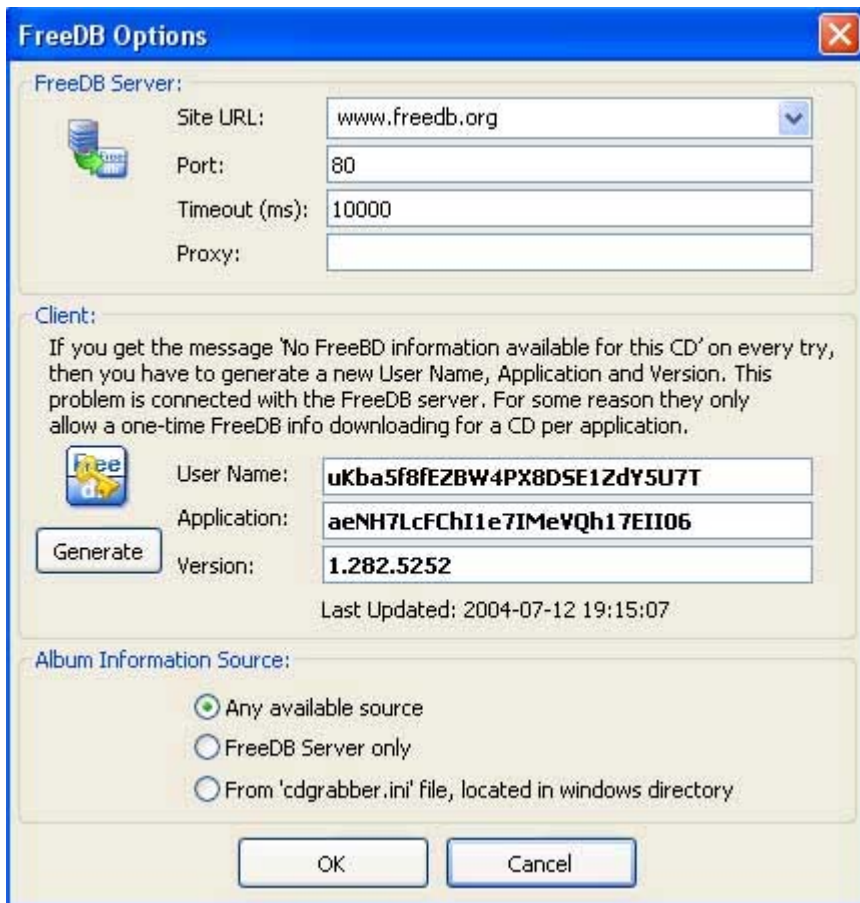 FreeDB Options
FreeDB Server:
Site URL: www.freedb.org
Port: 80
Timeout (ms): 10000
Proxy:
Client:
If you get the message 'No FreeBD information available for this CD' on every try,
then you have to generate a new User Name, Application and Version. This
problem is connected with the FreeDB server. For some reason they only
allow a one-time FreeDB info downloading for a CD per application.
Free
d.
User Name: uKba5f8fEZBW4PX8DSE1ZdY5U7T
Application: aeNH7LcFChI1e7IMeVQh17EII06
Generate
Version: 1.282.5252
Last Updated: 2004-07-12 19:15:07
Album Information Source:
Any available source
FreeDB Server only
From 'cdgrabber.ini' file, located in windows directory
OK Cancel